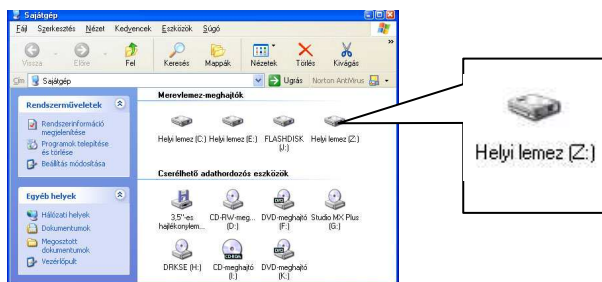 Sajátgép
Fájl Szerkesztés Nézet Kedvencek Eszközök Súgó
Vissza Előre Fel Keresés Mappák Nézetek Törlés Kivágás »
Cím Sajátgép Ugrás Norton AntiVirus
Rendszerműveletek
Rendszerinformáció
megjelenítése
Programok telepítése
és törlése
Beállítás módosítása
Egyéb helyek
Hálózati helyek
Dokumentumok
Megosztott
dokumentumok
Vezérlőpult
Merevlemez-meghajtók
Helyi lemez (C:) Helyi lemez (E:) FLASHDISK Helyi lemez (Z:)
(J:)
Cserélhető adathordozós eszközök
3,5"-es CD-RW-meg... DVD-meghajtó Studio MX Plus
hajlékonylem... (D:) (F:) (G:)
DRKSE (H:) CD-meghajtó DVD-meghajtó
(I:) (K:)
Helyi lemez (Z:)